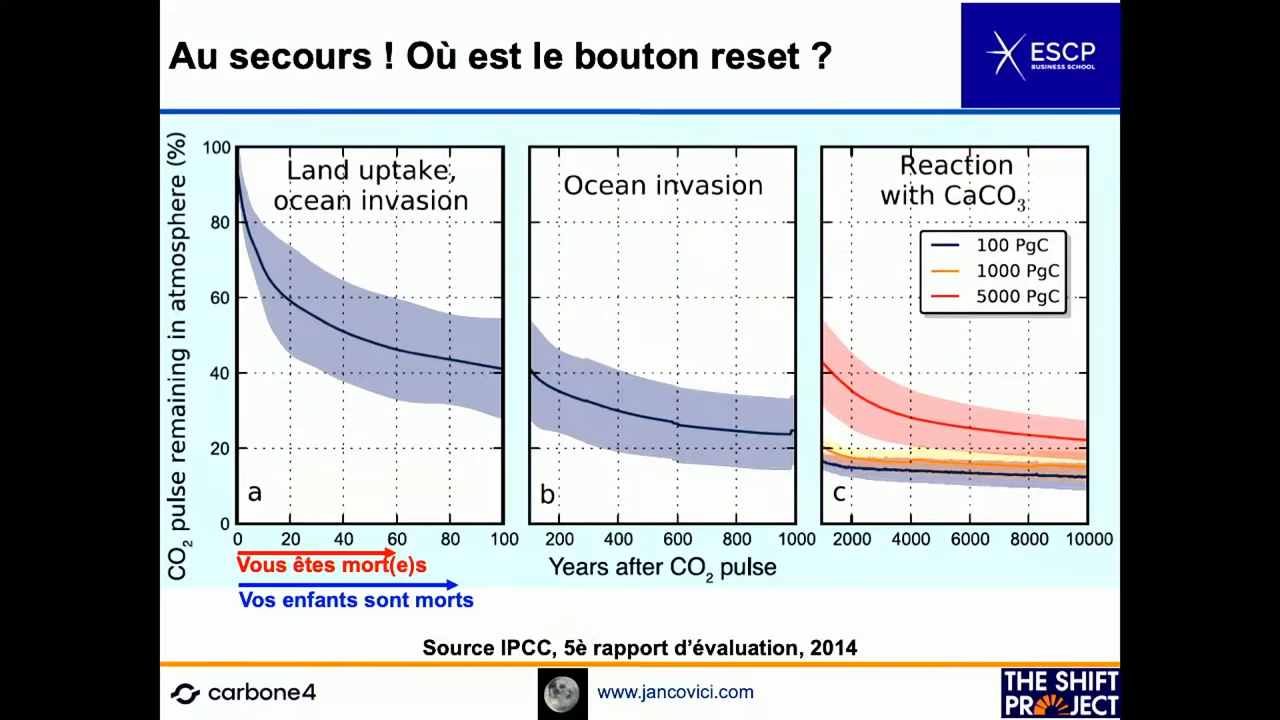 Au secours ! Où est le bouton reset ?
ESCP
BUSINESS SCHOOL
CO2 pulse remaining in atmosphere (%)
100
80
60
40
20
0
Land uptake,
ocean invasion
a
0 20 40 60 80 100
Ocean invasion
b
200 400 600 800 1000
Reaction
with CaCO3
100 PgC
1000 PgC
5000 PgC
c
2000 4000 6000 8000 10000
Years after CO2 pulse
Vous êtes mort(e)s
Vos enfants sont morts
Source IPCC, 5è rapport d’évaluation, 2014
carbone4
www.jancovici.com
THE SHIFT
PROJECT